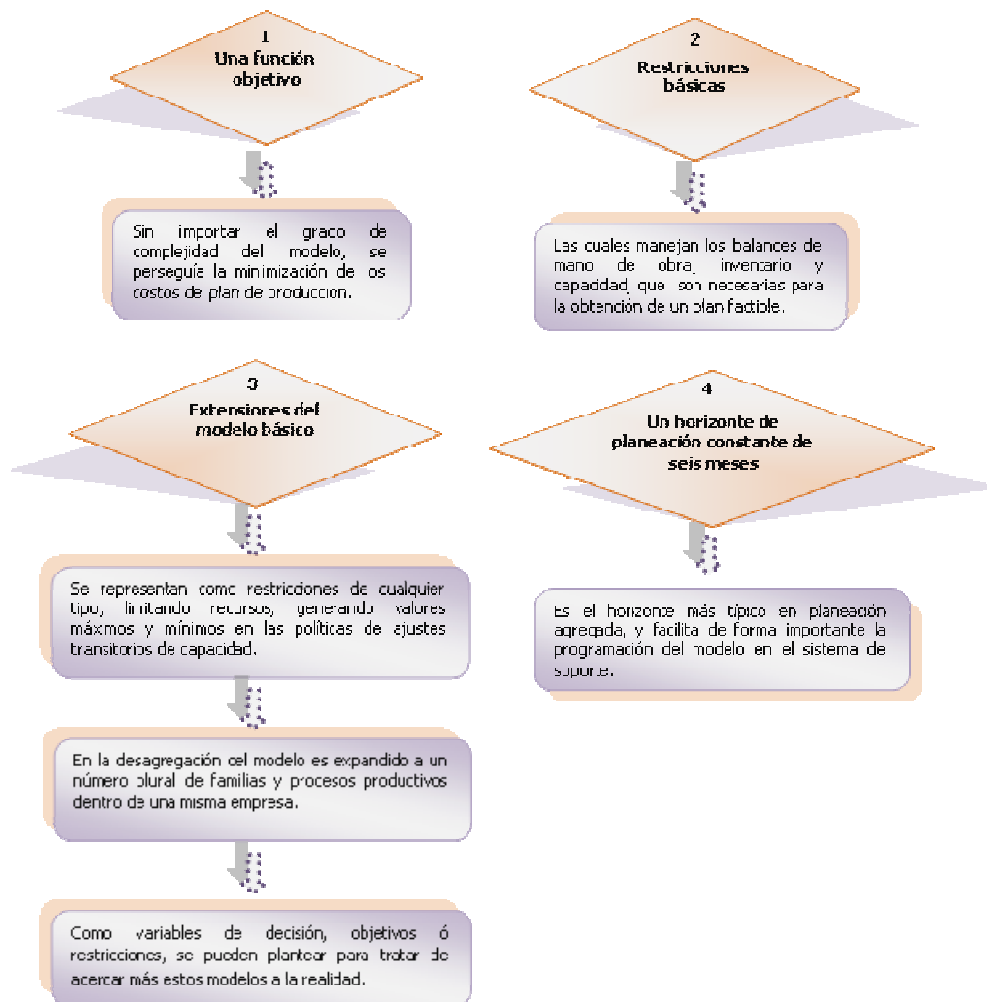 1
Una función
objetivo
Sin importar el grado de
complejidad del modelo, se
perseguía la minimización de los
costos de plan de producción.
2
Restricciones
básicas
Las cuales manejan los balances de
mano de obra, inventario y
capacidad, que son necesarias para
la obtención de un plan factible.
3
Extensiones del
modelo básico
Se representan como restricciones de cualquier
tipo, limitando recursos, generando valores
máximos y mínimos en las políticas de ajustes
transitorios de capacidad.
En la desagregación del modelo es expandido a un
número plural de familias y procesos productivos
dentro de una misma empresa.
Como variables de decisión, objetivos ó
restricciones, se pueden plantear para tratar de
acercar más estos modelos a la realidad.
4
Un horizonte de
planeación constante de
seis meses
Es el horizonte más típico en planeación
agregada, y facilita de forma importante la
programación del modelo en el sistema de
soporte.